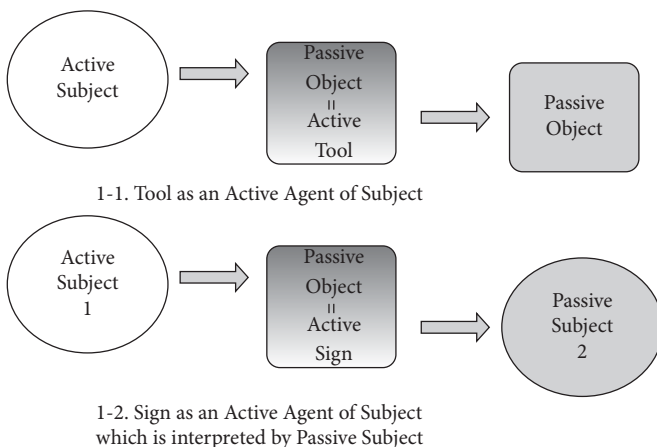 Active
Subject
Passive
Object
=
Active
Tool
Passive
Object
1-1. Tool as an Active Agent of Subject
Active
Subject
1
Passive
Object
=
Active
Sign
Passive
Subject
2
1-2. Sign as an Active Agent of Subject
which is interpreted by Passive Subject